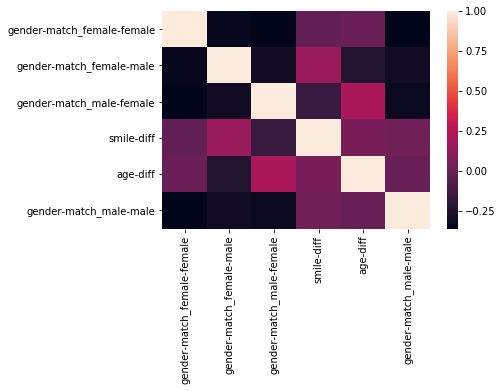 gender-match_female-female
gender-match_female-male
gender-match_male-female
smile-diff
age-diff
gender-match_male-male
gender-match_female-female
gender-match_female-male
gender-match_male-female
smile-diff
age-diff
gender-match_male-male
1.00
0.75
0.50
0.25
0.00
−0.25